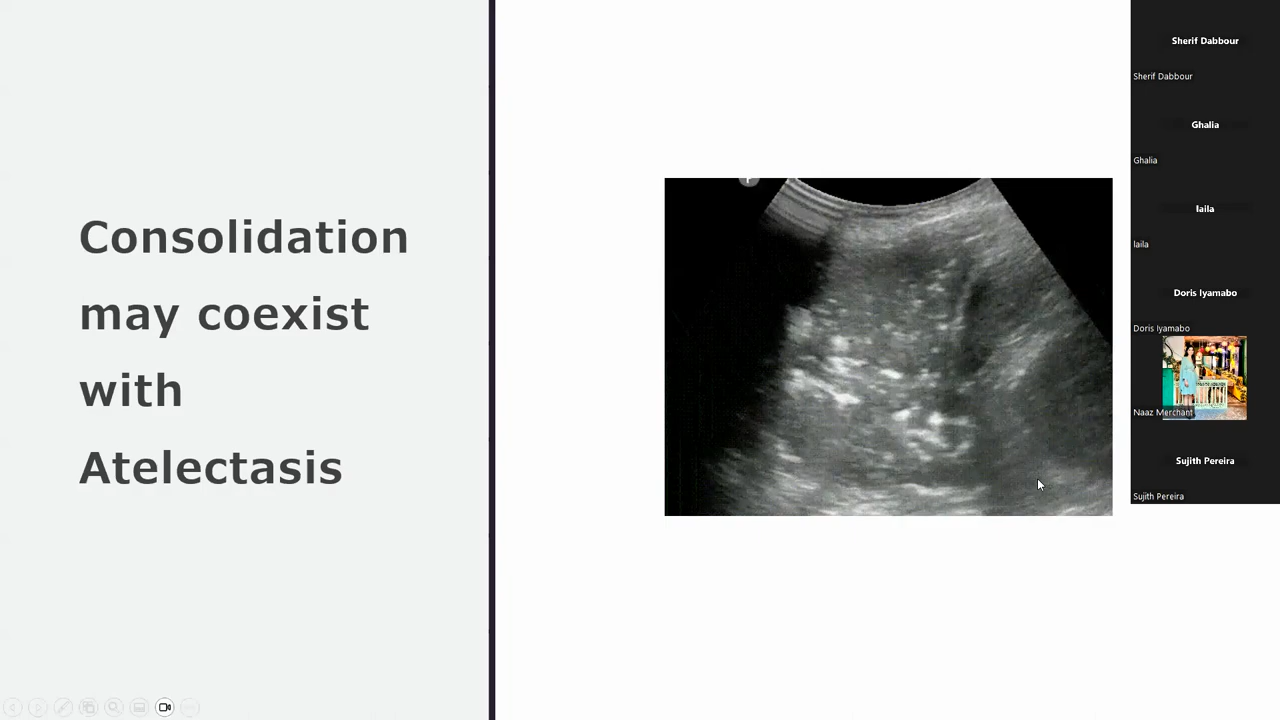 Consolidation
may coexist
with
Atelectasis
Sherif Dabbour
Sherif Dabbour
Ghalia
Ghalia
laila
laila
Doris Iyamabo
Doris Iyamabo
Naaz Merchant
Sujith Pereira
Sujith Pereira